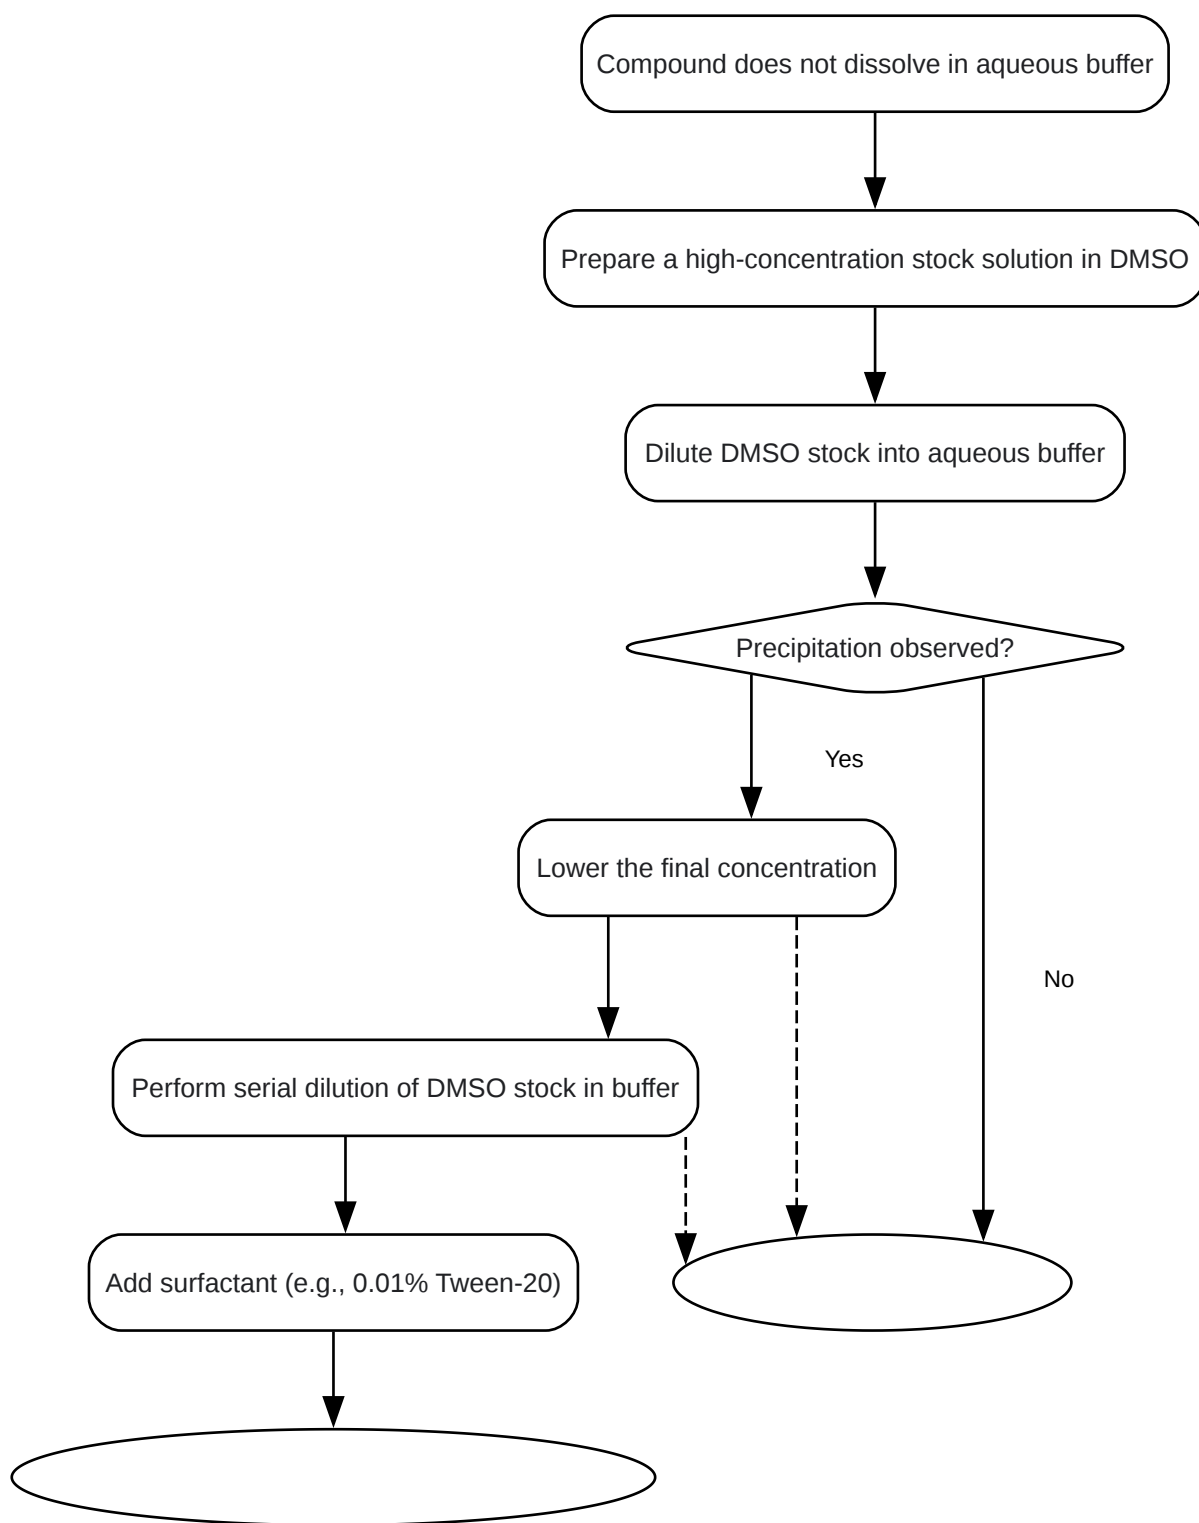 Compound does not dissolve in aqueous buffer
Prepare a high-concentration stock solution in DMSO
Dilute DMSO stock into aqueous buffer
Precipitation observed?
Yes
Lower the final concentration
No
Perform serial dilution of DMSO stock in buffer
Add surfactant (e.g., 0.01% Tween-20)